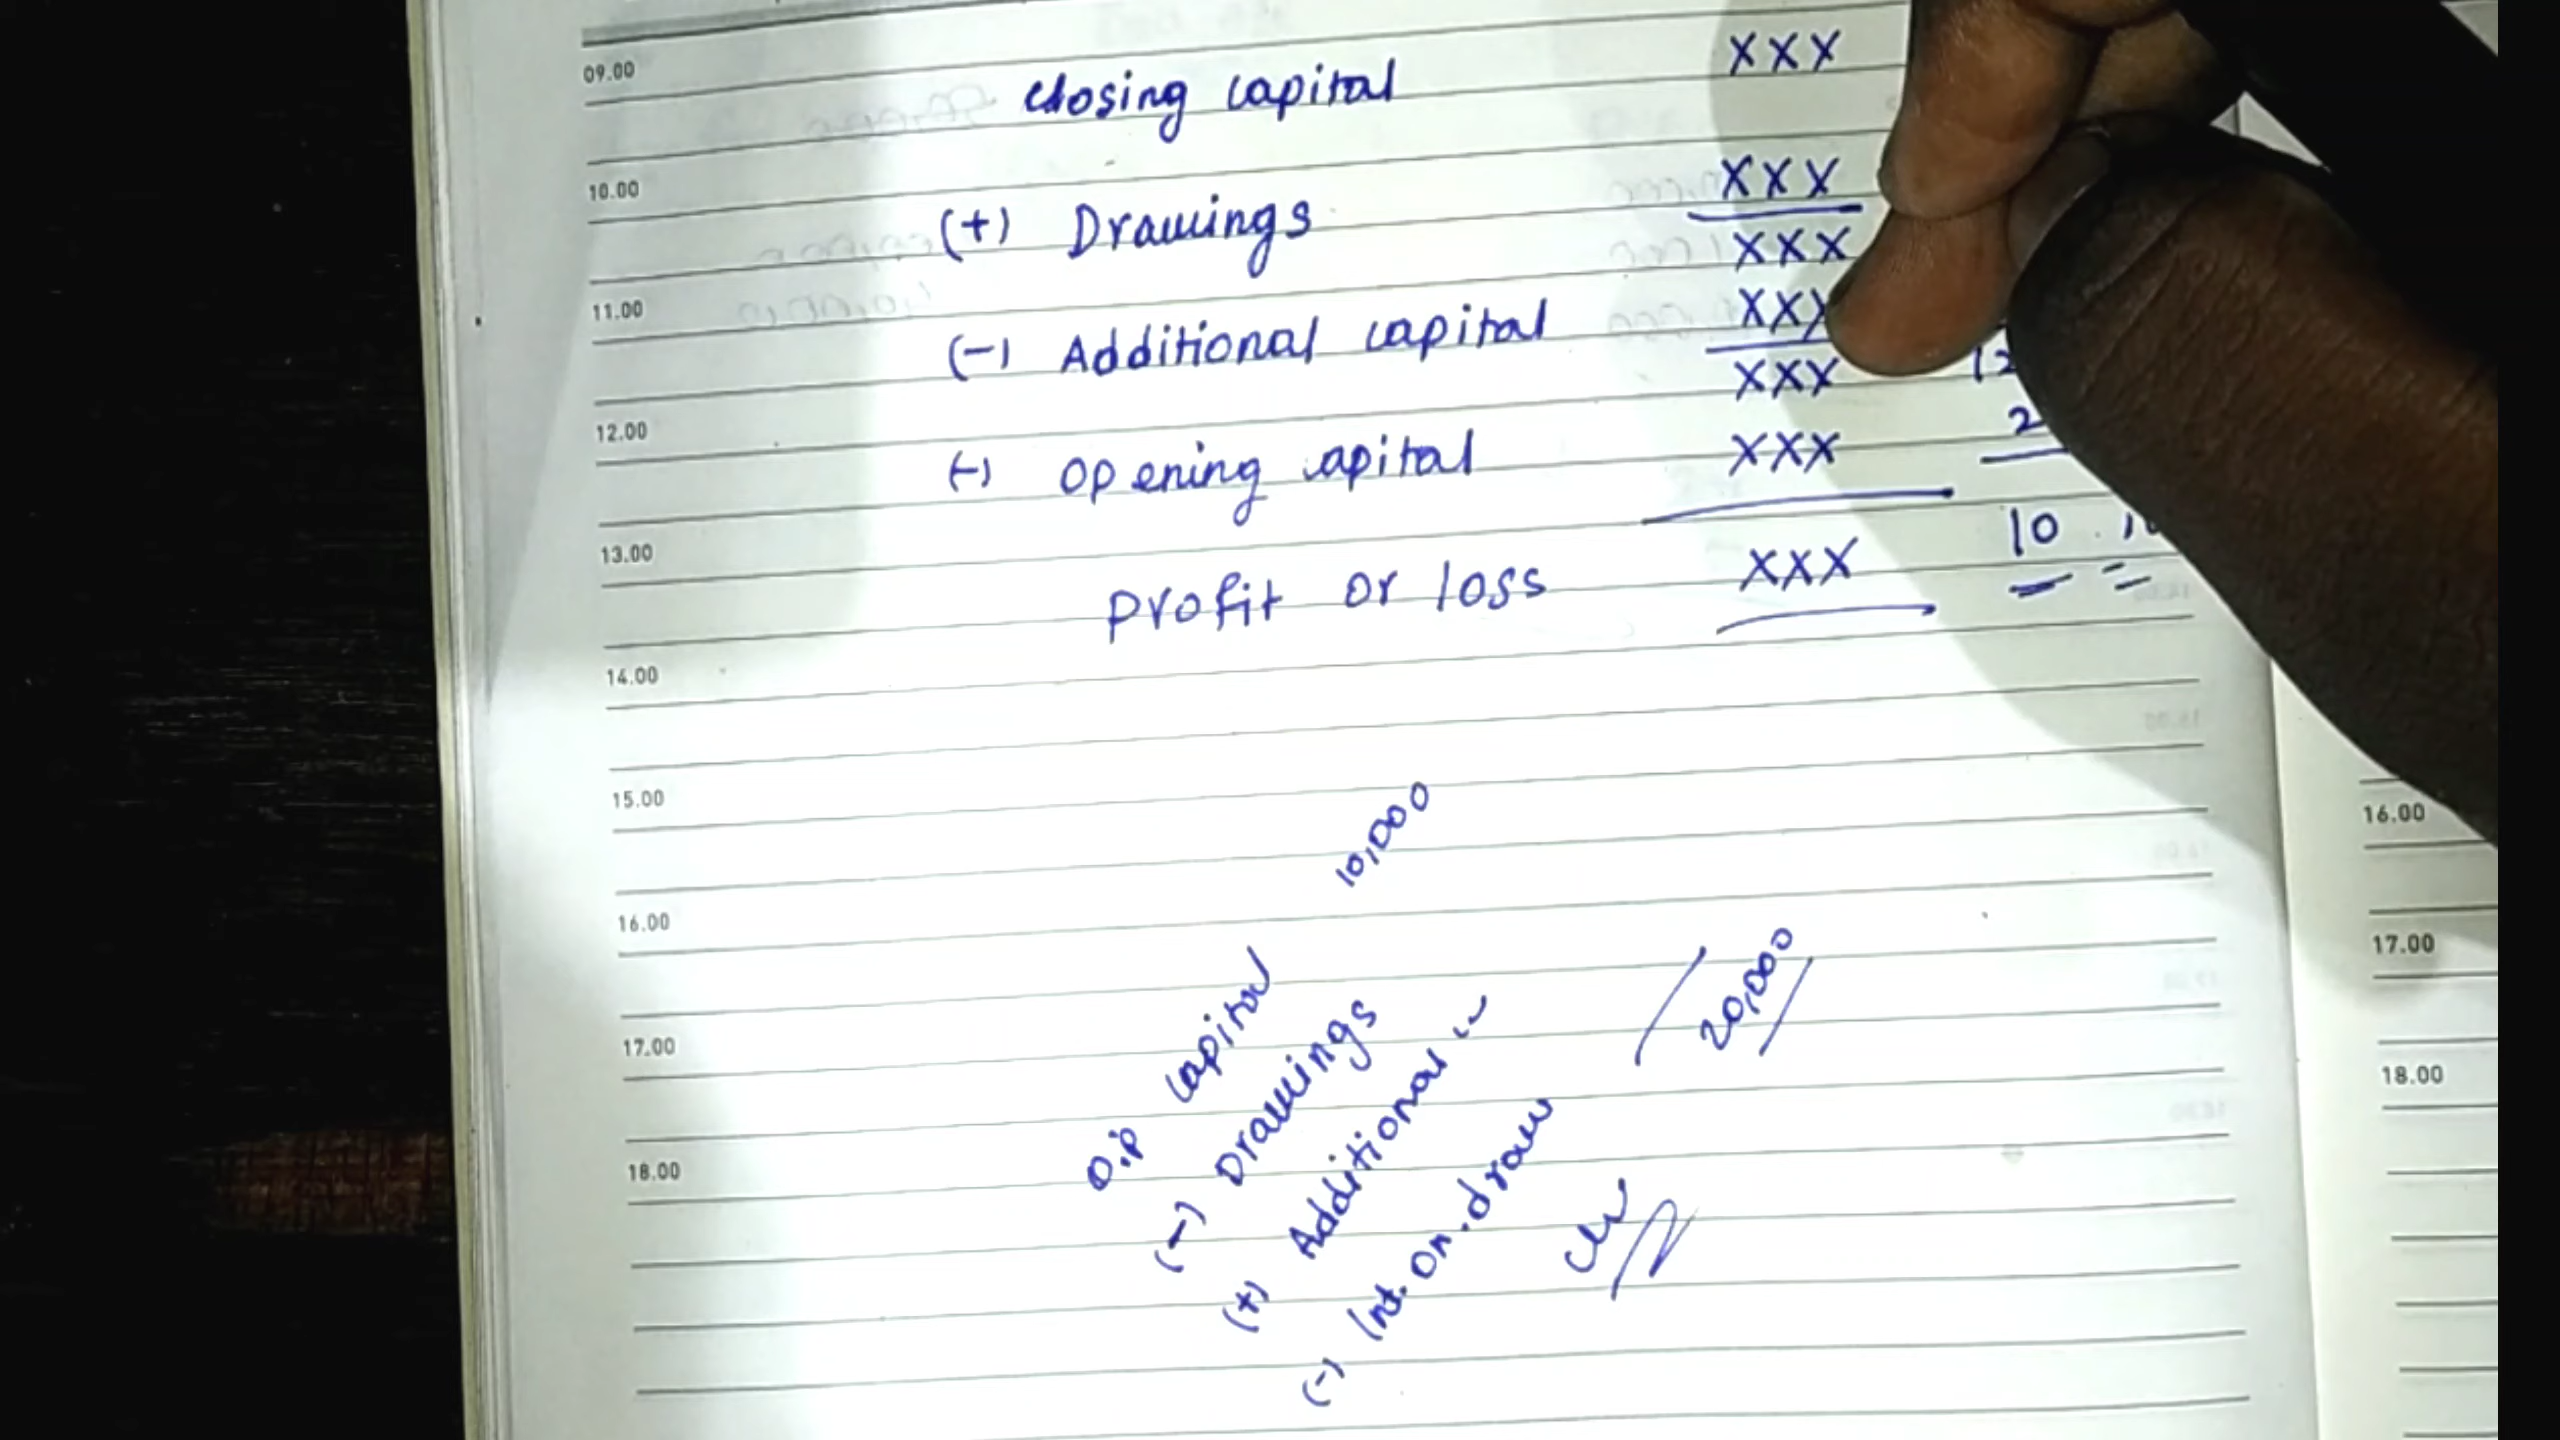 09.00 closing capital XXX
10.00 (+) Drawings XXX
XXX
11.00 (-) Additional capital XXX
XXX 12
12.00 (-) opening capital XXX 2
13.00 Profit or loss XXX 10
14.00
15.00
16.00
17.00
18.00
O.P capital 10,000
(-) Drawings
(+) Additional
(-) Int. on. draw
20,000
16.00
17.00
18.00